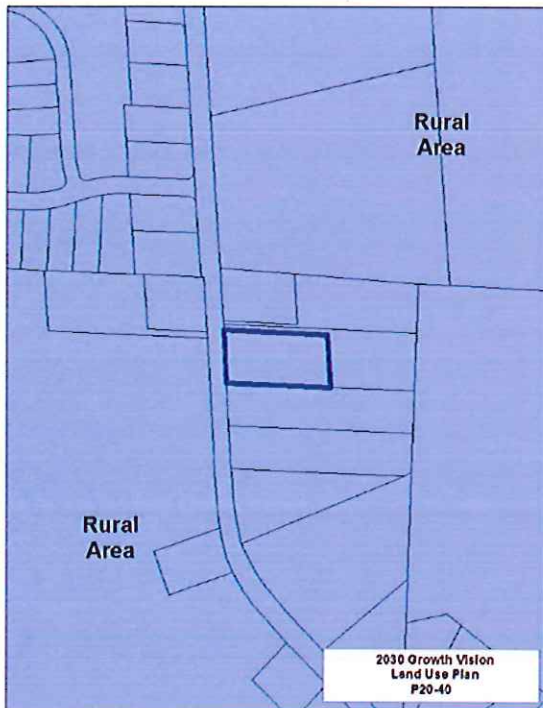 Rural
Area
Rural
Area
2030 Growth Vision
Land Use Plan
P20-40